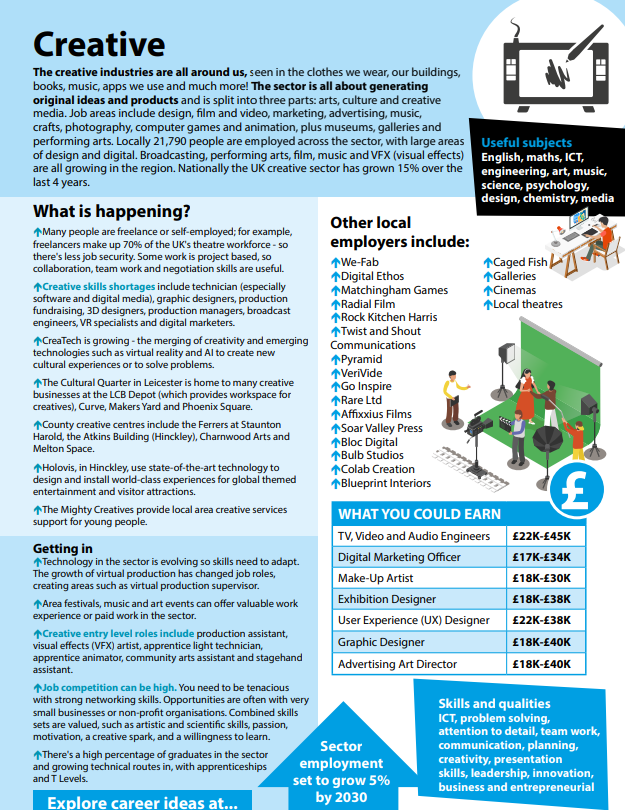 Creative
The creative industries are all around us, seen in the clothes we wear, our buildings,
books, music, apps we use and much more! The sector is all about generating
original ideas and products and is split into three parts: arts, culture and creative
media. Job areas include design, film and video, marketing, advertising, music,
crafts, photography, computer games and animation, plus museums, galleries and
performing arts. Locally 21,790 people are employed across the sector, with large areas
of design and digital. Broadcasting, performing arts, film, music and VFX (visual effects)
are all growing in the region. Nationally the UK creative sector has grown 15% over the
last 4 years.
Useful subjects
English, maths, ICT,
engineering, art, music,
science, psychology,
design, chemistry, media
What is happening?
↑Many people are freelance or self-employed; for example,
freelancers make up 70% of the UK's theatre workforce - so
there's less job security. Some work is project based, so
collaboration, team work and negotiation skills are useful.
↑Creative skills shortages include technician (especially
software and digital media), graphic designers, production
fundraising, 3D designers, production managers, broadcast
engineers, VR specialists and digital marketers.
↑CreaTech is growing - the merging of creativity and emerging
technologies such as virtual reality and AI to create new
cultural experiences or to solve problems.
↑The Cultural Quarter in Leicester is home to many creative
businesses at the LCB Depot (which provides workspace for
creatives), Curve, Makers Yard and Phoenix Square.
↑County creative centres include the Ferrers at Staunton
Harold, the Atkins Building (Hinckley), Charnwood Arts and
Melton Space.
↑Holovis, in Hinckley, use state-of-the-art technology to
design and install world-class experiences for global themed
entertainment and visitor attractions.
↑The Mighty Creatives provide local area creative services
support for young people.
Getting in
↑Technology in the sector is evolving so skills need to adapt.
The growth of virtual production has changed job roles,
creating areas such as virtual production supervisor.
↑Area festivals, music and art events can offer valuable work
experience or paid work in the sector.
↑Creative entry level roles include production assistant,
visual effects (VFX) artist, apprentice light technician,
apprentice animator, community arts assistant and stagehand
assistant.
↑Job competition can be high. You need to be tenacious
with strong networking skills. Opportunities are often with very
small businesses or non-profit organisations. Combined skills
sets are valued, such as artistic and scientific skills, passion,
motivation, a creative spark, and a willingness to learn.
↑There's a high percentage of graduates in the sector
and growing technical routes in, with apprenticeships
and T Levels.
Explore career ideas at...
Other local
employers include:
↑We-Fab
↑Digital Ethos
↑Matchingham Games
↑Radial Film
↑Rock Kitchen Harris
↑Twist and Shout
Communications
↑Pyramid
↑VeriVide
↑Go Inspire
↑Rare Ltd
↑Affixxius Films
↑Soar Valley Press
↑Bloc Digital
↑Bulb Studios
↑Colab Creation
↑Blueprint Interiors
↑Caged Fish
↑Galleries
↑Cinemas
↑Local theatres
£
WHAT YOU COULD EARN
TV, Video and Audio Engineers £22K-£45K
Digital Marketing Officer £17K-£34K
Make-Up Artist £18K-£30K
Exhibition Designer £18K-£38K
User Experience (UX) Designer £22K-£38K
Graphic Designer £18K-£40K
Advertising Art Director £18K-£40K
Sector
employment
set to grow 5%
by 2030
Skills and qualities
ICT, problem solving,
attention to detail, team work,
communication, planning,
creativity, presentation
skills, leadership, innovation,
business and entrepreneurial